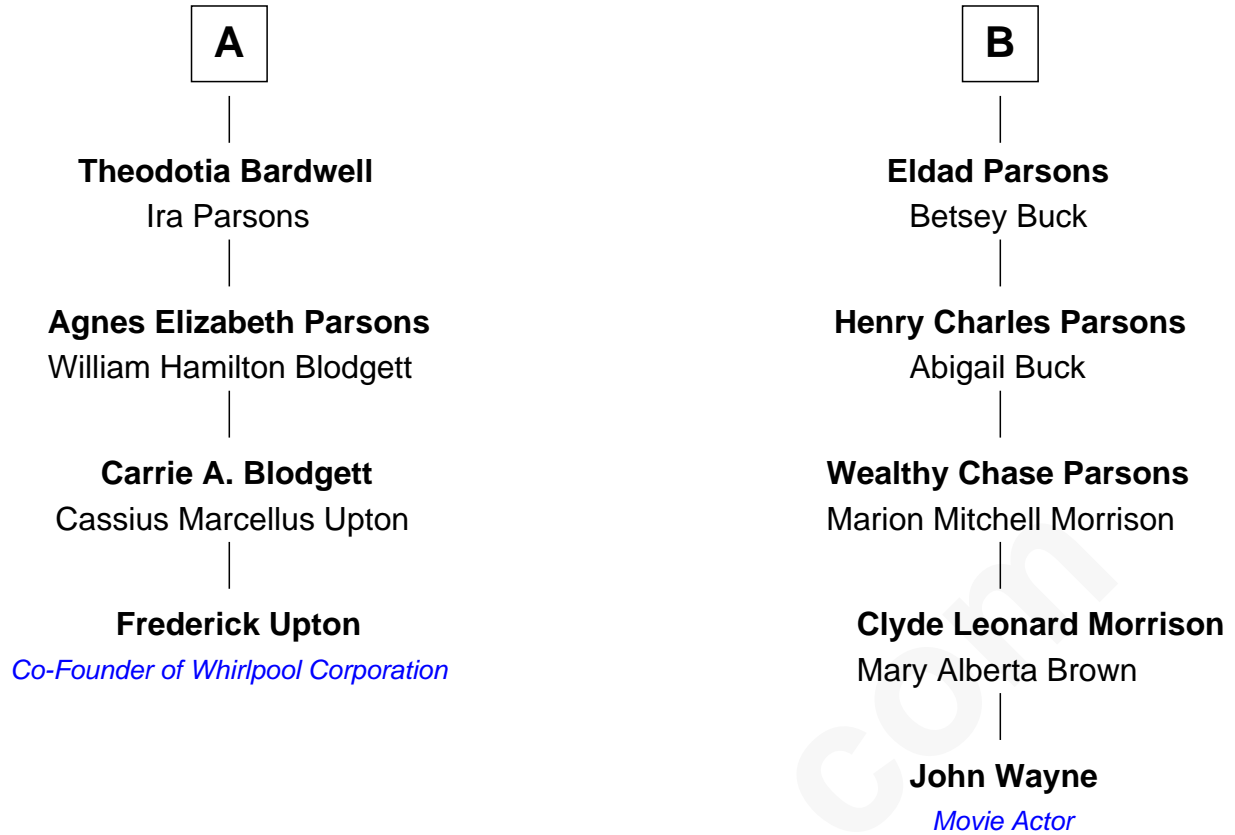 A
Theodotia Bardwell
Ira Parsons
Agnes Elizabeth Parsons
William Hamilton Blodgett
Carrie A. Blodgett
Cassius Marcellus Upton
Frederick Upton
Co-Founder of Whirlpool Corporation
B
Eldad Parsons
Betsey Buck
Henry Charles Parsons
Abigail Buck
Wealthy Chase Parsons
Marion Mitchell Morrison
Clyde Leonard Morrison
Mary Alberta Brown
John Wayne
Movie Actor
com